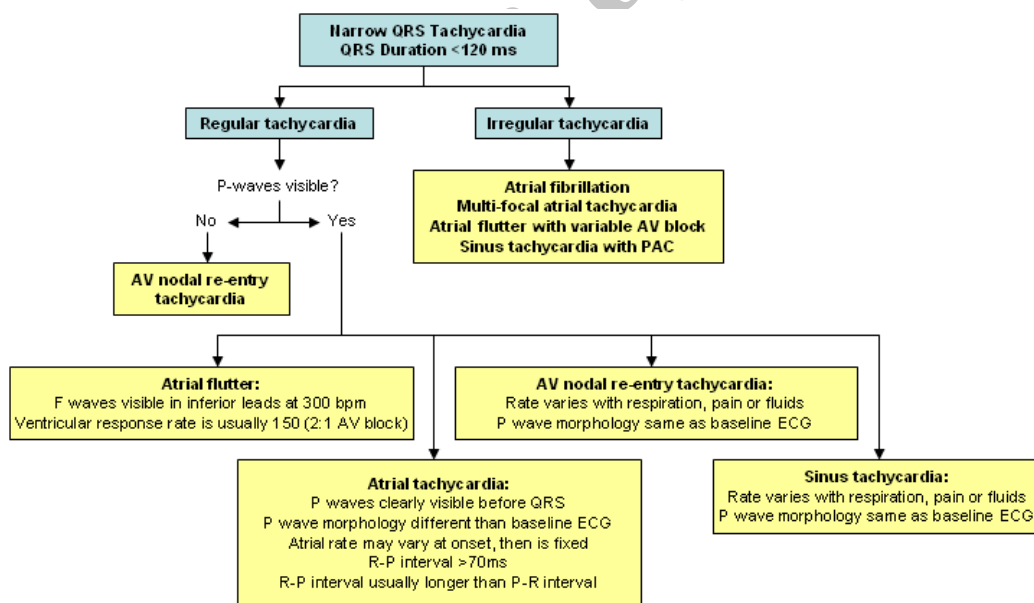 Narrow QRS Tachycardia
QRS Duration <120 ms
Regular tachycardia
Irregular tachycardia
P-waves visible?
No
Yes
Atrial fibrillation
Multi-focal atrial tachycardia
Atrial flutter with variable AV block
Sinus tachycardia with PAC
AV nodal re-entry
tachycardia
Atrial flutter:
F waves visible in inferior leads at 300 bpm
Ventricular response rate is usually 150 (2:1 AV block)
AV nodal re-entry tachycardia:
Rate varies with respiration, pain or fluids
P wave morphology same as baseline ECG
Atrial tachycardia:
P waves clearly visible before QRS
P wave morphology different than baseline ECG
Atrial rate may vary at onset, then is fixed
R-P interval >70ms
R-P interval usually longer than P-R interval
Sinus tachycardia:
Rate varies with respiration, pain or fluids
P wave morphology same as baseline ECG